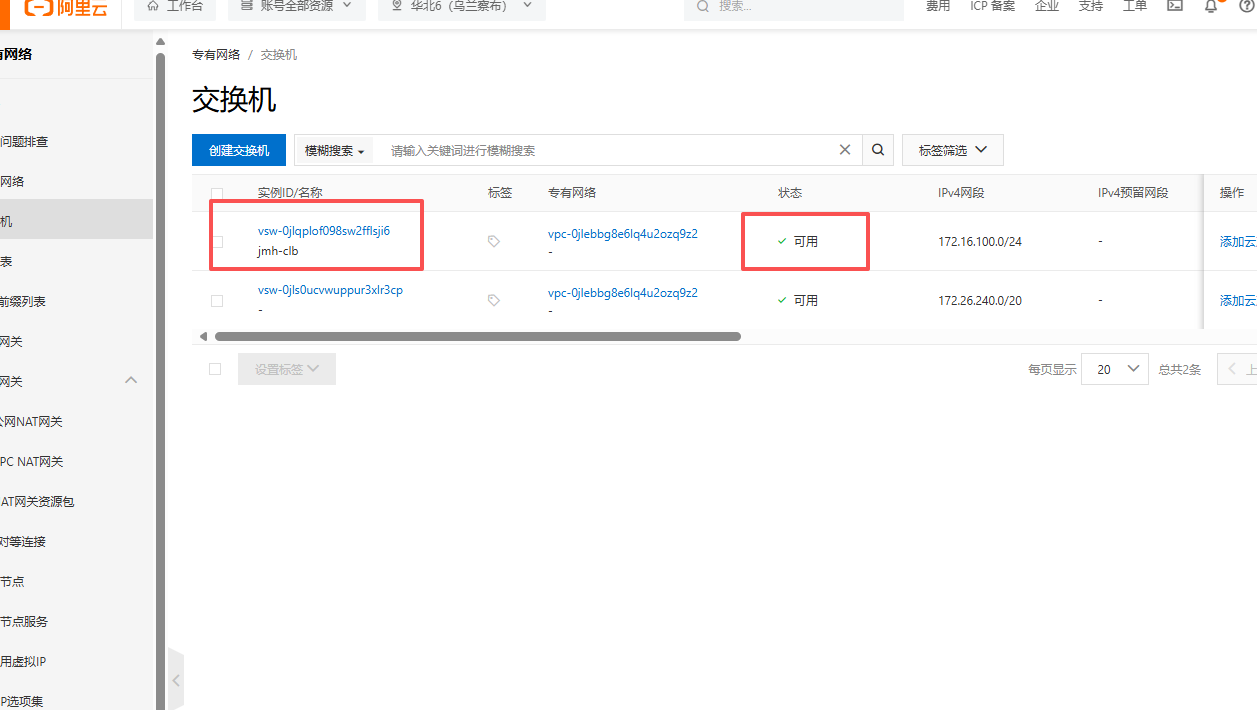 阿里云
工作台
账号全部资源
华北6（乌兰察布）
搜索...
费用
ICP 备案
企业
支持
工单
有网络
问题排查
网络
机
表
前缀列表
网关
网关
公网NAT网关
PC NAT网关
AT网关资源包
对等连接
节点
节点服务
用虚拟IP
P选项集
专有网络 / 交换机
交换机
创建交换机
模糊搜索
请输入关键词进行模糊搜索
标签筛选
实例ID/名称 标签 专有网络 状态 IPv4网段 IPv4预留网段 操作
vsw-0jlqplof098sw2fflsji6 vpc-0jlebbg8e6lq4u2ozq9z2 可用 172.16.100.0/24 - 添加云
jmh-clb -
vsw-0jls0ucvwuppur3xlr3cp vpc-0jlebbg8e6lq4u2ozq9z2 可用 172.26.240.0/20 - 添加云
- -
设置标签
每页显示 20 总共2条 上